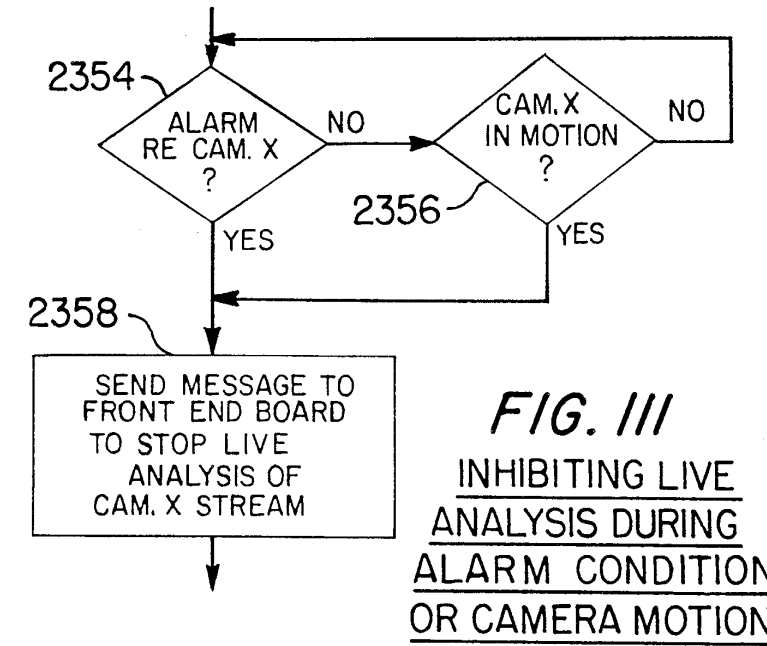 2354
ALARM
RE CAM. X
?
NO
CAM. X
IN MOTION
?
NO
2356
YES
YES
2358
SEND MESSAGE TO
FRONT END BOARD
TO STOP LIVE
ANALYSIS OF
CAM. X STREAM
FIG. III
INHIBITING LIVE
ANALYSIS DURING
ALARM CONDITION
OR CAMERA MOTION